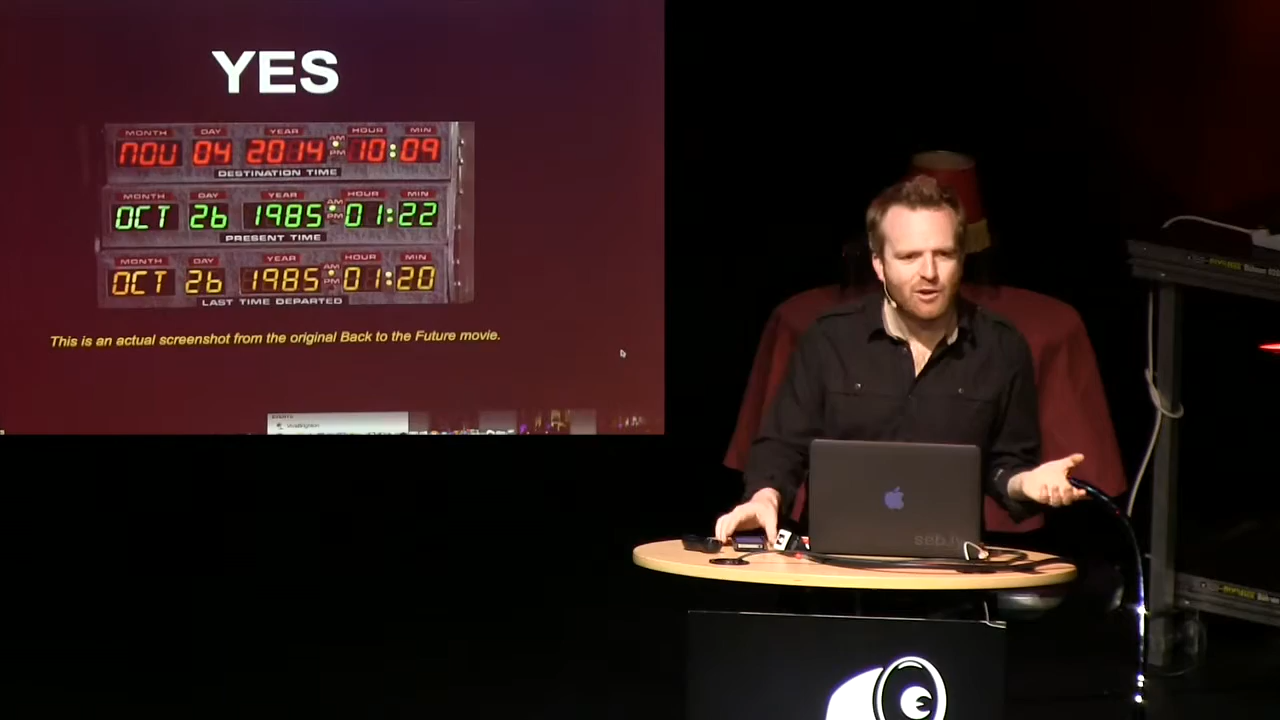 YES
MONTH DAY YEAR AM HOUR MIN
NOV 04 2014 PM 10:09
DESTINATION TIME
MONTH DAY YEAR AM HOUR MIN
OCT 26 1985 PM 01:22
PRESENT TIME
MONTH DAY YEAR AM HOUR MIN
OCT 26 1985 PM 01:20
LAST TIME DEPARTED
This is an actual screenshot from the original Back to the Future movie.
seb.ly